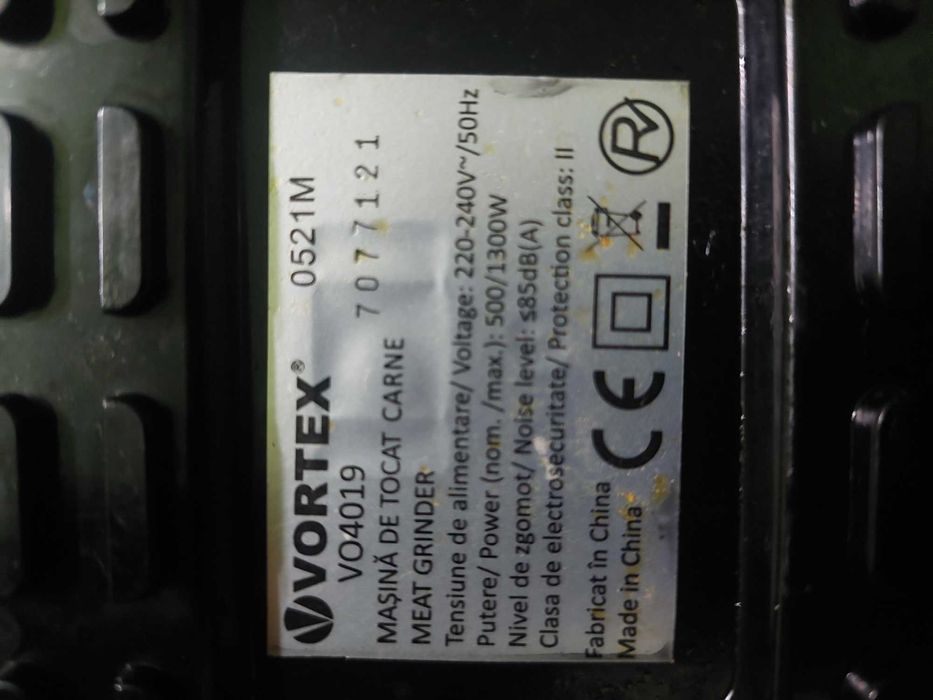 VORTEX® 0521M
VO4019
MAȘINĂ DE TOCAT CARNE 7077121
MEAT GRINDER
Tensiune de alimentare/ Voltage: 220-240V~/50Hz
Putere/ Power (nom. /max.): 500/1300W
Nivel de zgomot/ Noise level: ≤85dB(A)
Clasa de electrosecuritate/ Protection class: II
Fabricat în China
Made in China
CE
R